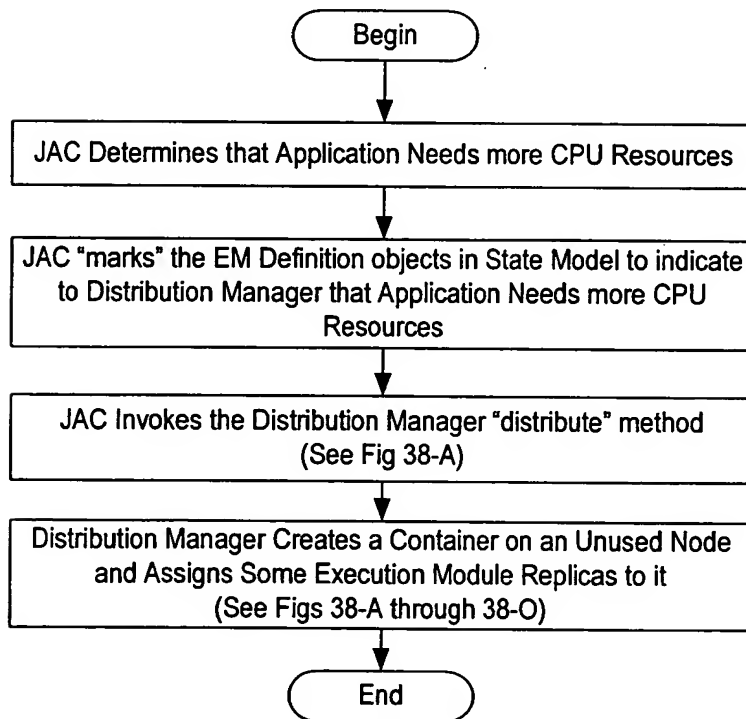 Begin
JAC Determines that Application Needs more CPU Resources
JAC "marks" the EM Definition objects in State Model to indicate
to Distribution Manager that Application Needs more CPU
Resources
JAC Invokes the Distribution Manager "distribute" method
(See Fig 38-A)
Distribution Manager Creates a Container on an Unused Node
and Assigns Some Execution Module Replicas to it
(See Figs 38-A through 38-O)
End